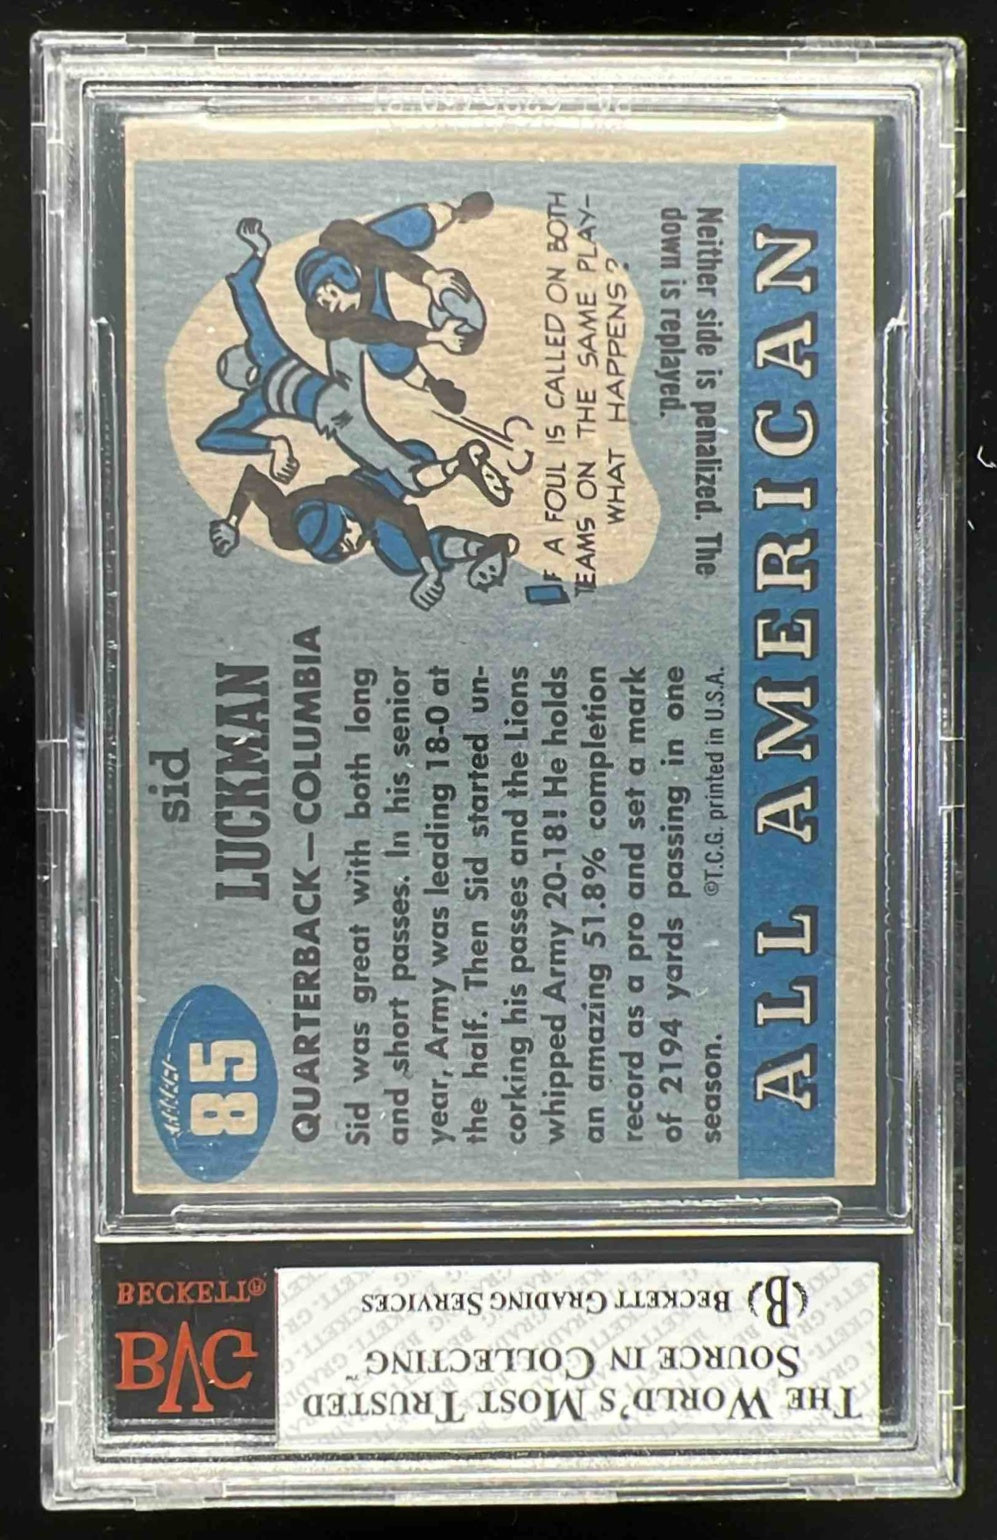 85
sid
LUCKMAN
QUARTERBACK—COLUMBIA
Sid was great with both long
and short passes. In his senior
year, Army was leading 18-0 at
the half. Then Sid started un-
corking his passes and the Lions
whipped Army 20-18! He holds
an amazing 51.8% completion
record as a pro and set a mark
of 2194 yards passing in one
season.
©T.C.G. printed in U.S.A.
IF A FOUL IS CALLED ON BOTH
TEAMS ON THE SAME PLAY-
WHAT HAPPENS?
Neither side is penalized. The
down is replayed.
ALL AMERICAN
BECKETT®
BVG
THE WORLD'S MOST TRUSTED
SOURCE IN COLLECTING™
(B) BECKETT GRADING SERVICES